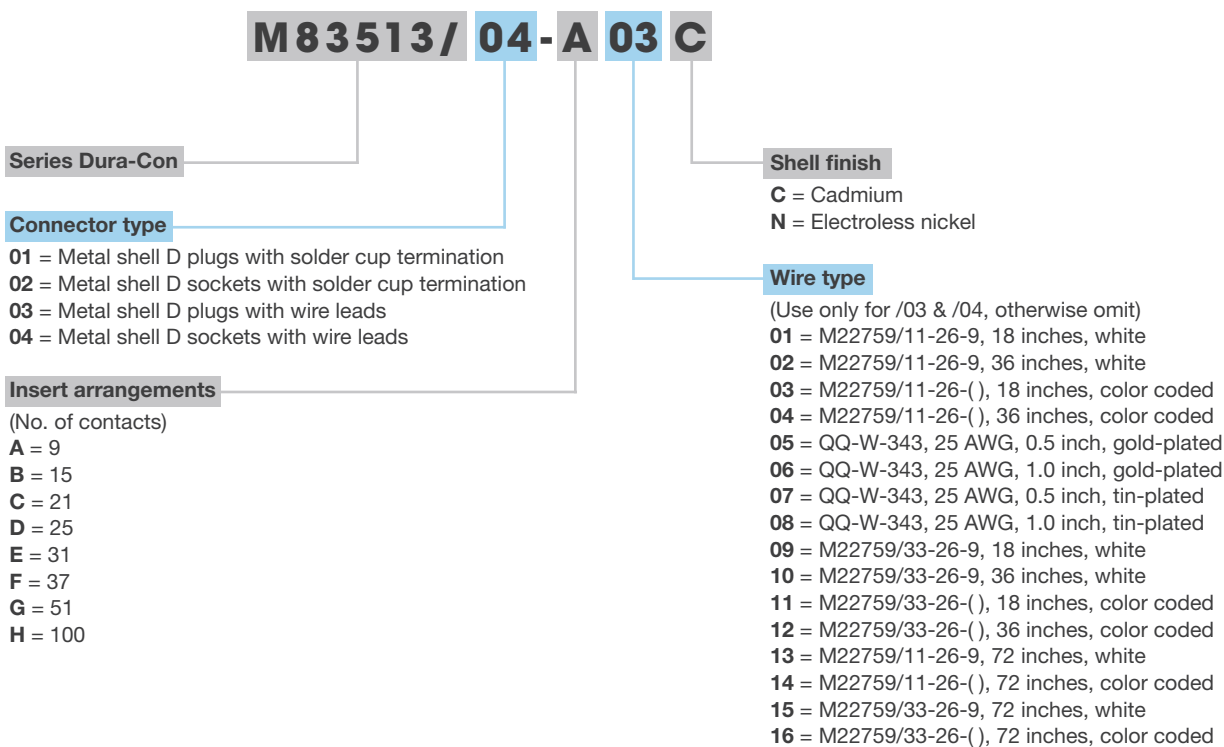 M83513/ 04-A 03 C
Series Dura-Con
Connector type
01 = Metal shell D plugs with solder cup termination
02 = Metal shell D sockets with solder cup termination
03 = Metal shell D plugs with wire leads
04 = Metal shell D sockets with wire leads
Insert arrangements
(No. of contacts)
A = 9
B = 15
C = 21
D = 25
E = 31
F = 37
G = 51
H = 100
Shell finish
C = Cadmium
N = Electroless nickel
Wire type
(Use only for /03 & /04, otherwise omit)
01 = M22759/11-26-9, 18 inches, white
02 = M22759/11-26-9, 36 inches, white
03 = M22759/11-26-( ), 18 inches, color coded
04 = M22759/11-26-( ), 36 inches, color coded
05 = QQ-W-343, 25 AWG, 0.5 inch, gold-plated
06 = QQ-W-343, 25 AWG, 1.0 inch, gold-plated
07 = QQ-W-343, 25 AWG, 0.5 inch, tin-plated
08 = QQ-W-343, 25 AWG, 1.0 inch, tin-plated
09 = M22759/33-26-9, 18 inches, white
10 = M22759/33-26-9, 36 inches, white
11 = M22759/33-26-( ), 18 inches, color coded
12 = M22759/33-26-( ), 36 inches, color coded
13 = M22759/11-26-9, 72 inches, white
14 = M22759/11-26-( ), 72 inches, color coded
15 = M22759/33-26-9, 72 inches, white
16 = M22759/33-26-( ), 72 inches, color coded